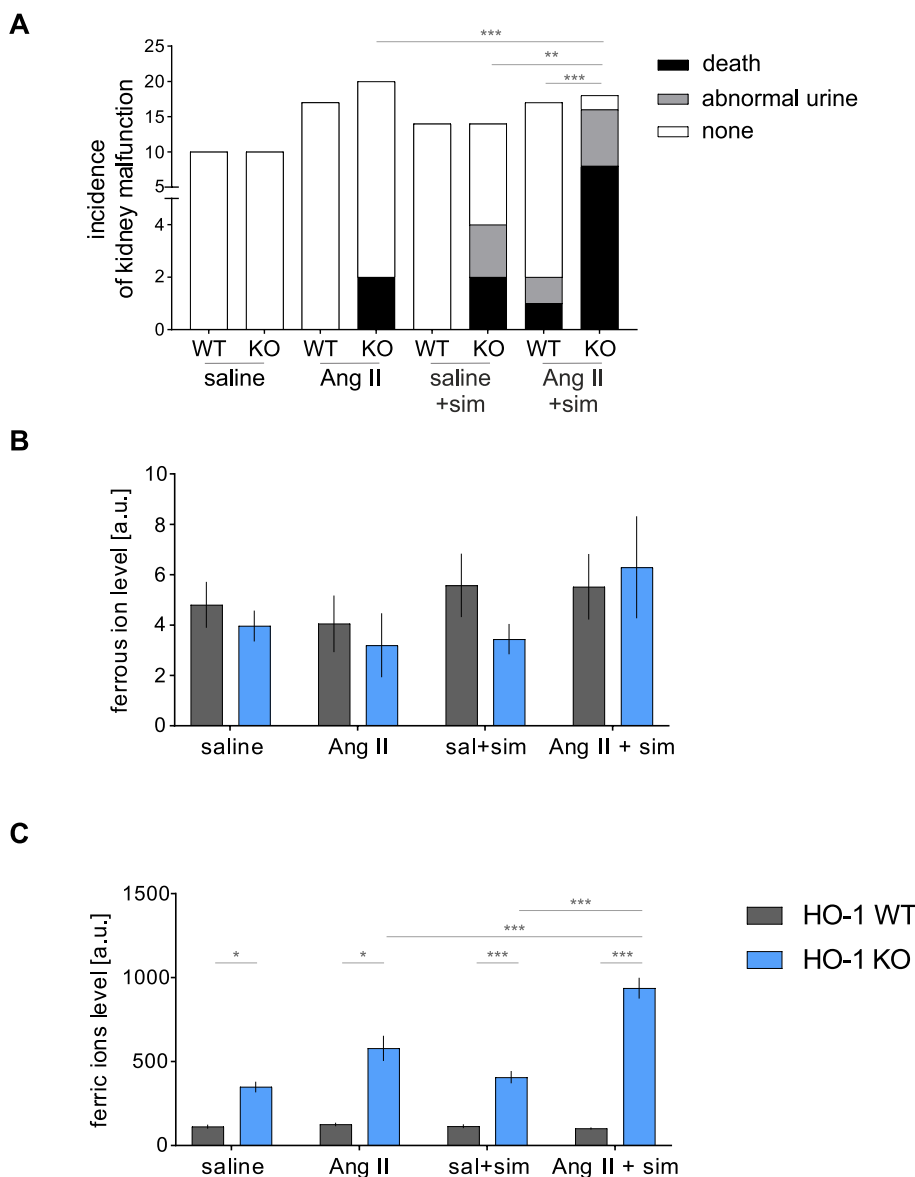 A
incidence
of kidney malfunction
25
20
15
10
5
4
2
0
***
**
***
death
abnormal urine
none
WT KO WT KO WT KO WT KO
saline Ang II saline +sim Ang II +sim
B
ferrous ion level [a.u.]
10
8
6
4
2
0
saline Ang II sal+sim Ang II + sim
C
ferric ions level [a.u.]
1500
1000
500
0
***
***
* * *** ***
HO-1 WT
HO-1 KO
saline Ang II sal+sim Ang II + sim